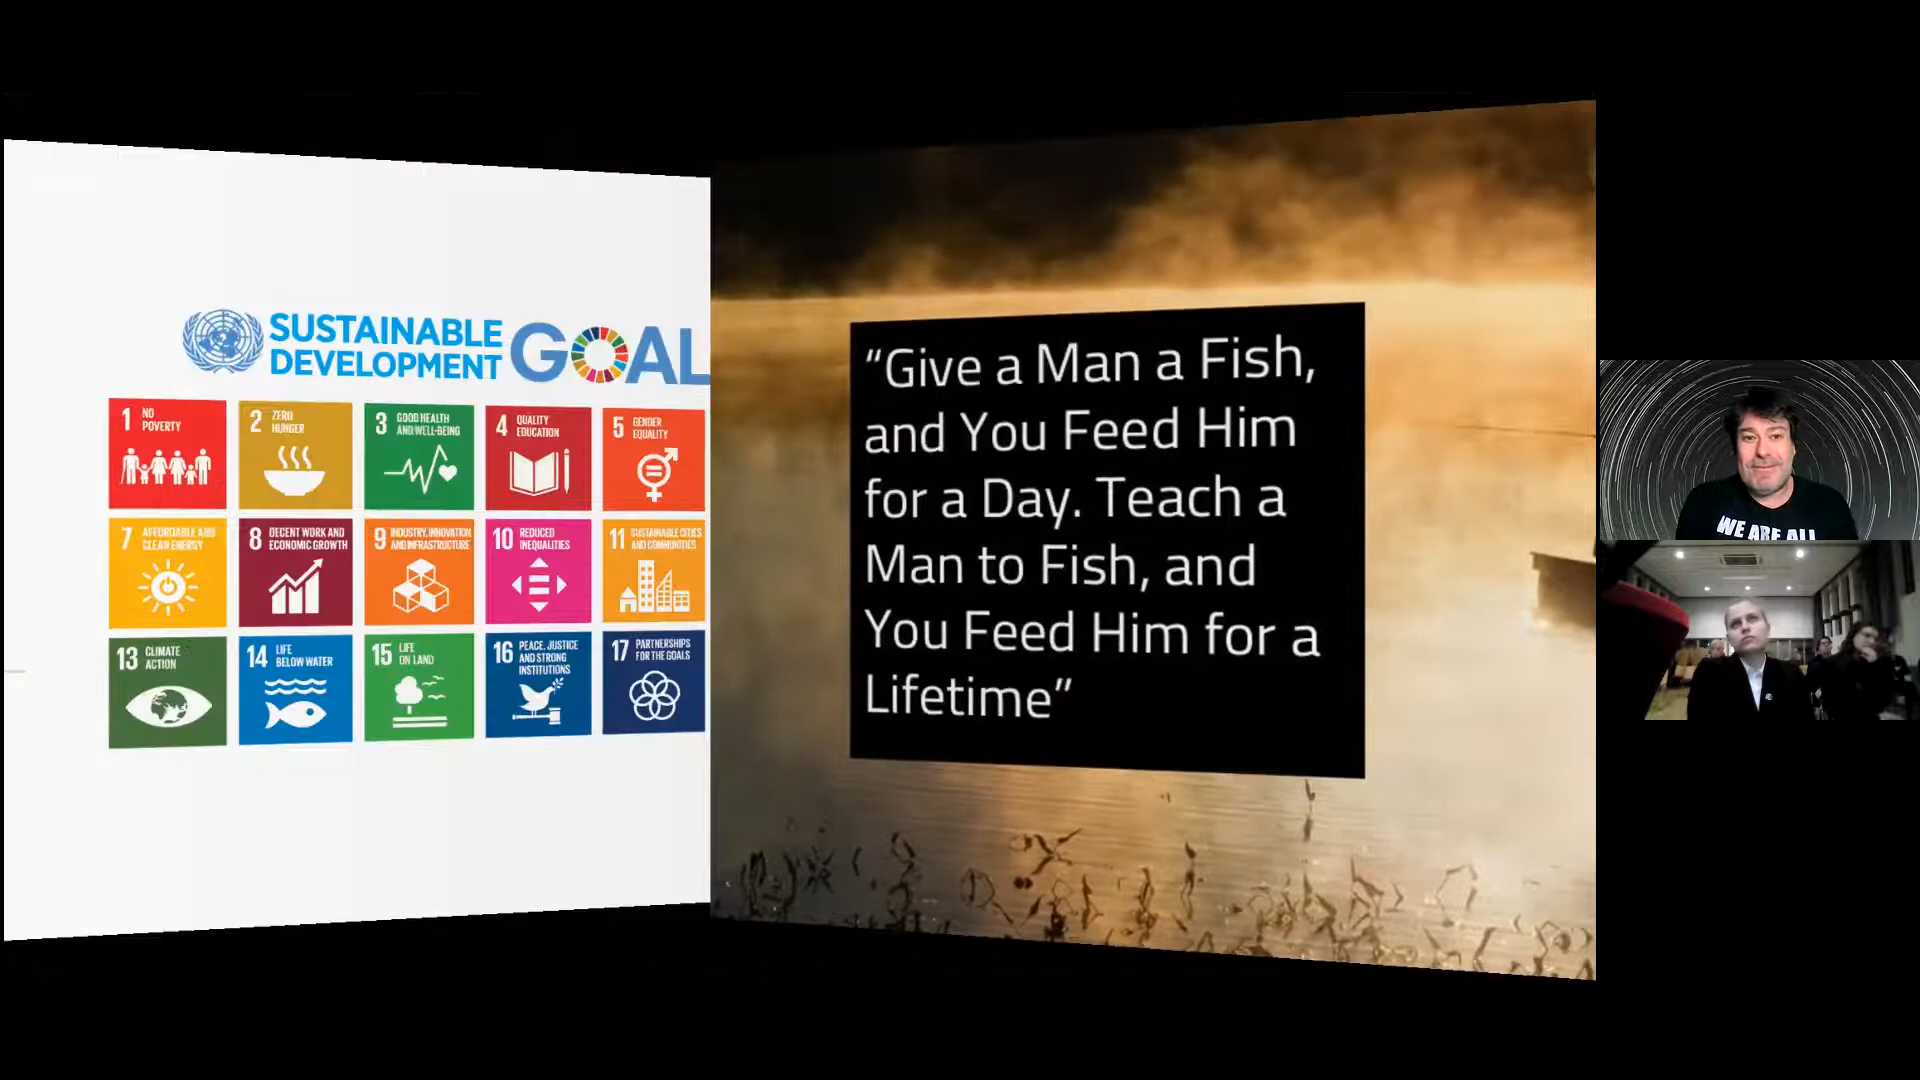 SUSTAINABLE
DEVELOPMENT
GOAL
1 NO
POVERTY
2 ZERO
HUNGER
3 GOOD HEALTH
AND WELL-BEING
4 QUALITY
EDUCATION
5 GENDER
EQUALITY
7 AFFORDABLE AND
CLEAN ENERGY
8 DECENT WORK AND
ECONOMIC GROWTH
9 INDUSTRY, INNOVATION
AND INFRASTRUCTURE
10 REDUCED
INEQUALITIES
11 SUSTAINABLE CITIES
AND COMMUNITIES
13 CLIMATE
ACTION
14 LIFE
BELOW WATER
15 LIFE
ON LAND
16 PEACE, JUSTICE
AND STRONG
INSTITUTIONS
17 PARTNERSHIPS
FOR THE GOALS
“Give a Man a Fish,
and You Feed Him
for a Day. Teach a
Man to Fish, and
You Feed Him for a
Lifetime”
WE ARE ALL